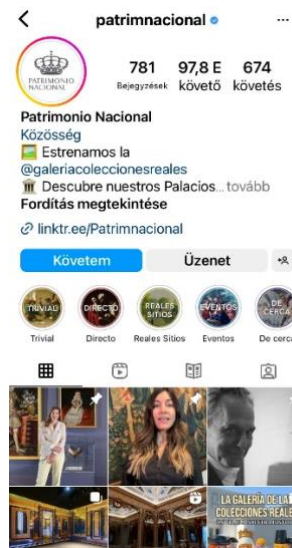 patrimnacional
PATRIMONIO
NACIONAL
781 97,8 E 674
Bejegyzések követő követés
Patrimonio Nacional
Közösség
Estrenamos la
@galeriacoleccionesreales
Descubre nuestros Palacios... tovább
Fordítás megtekintése
linktr.ee/Patrimnacional
Követem Üzenet
TRIVIAL DIRECTO REALES SITIOS EVENTOS DE CERCA
Trivial Directo Reales Sitios Eventos De cerca
LA GALERÍA DE LAS
COLECCIONES REALES